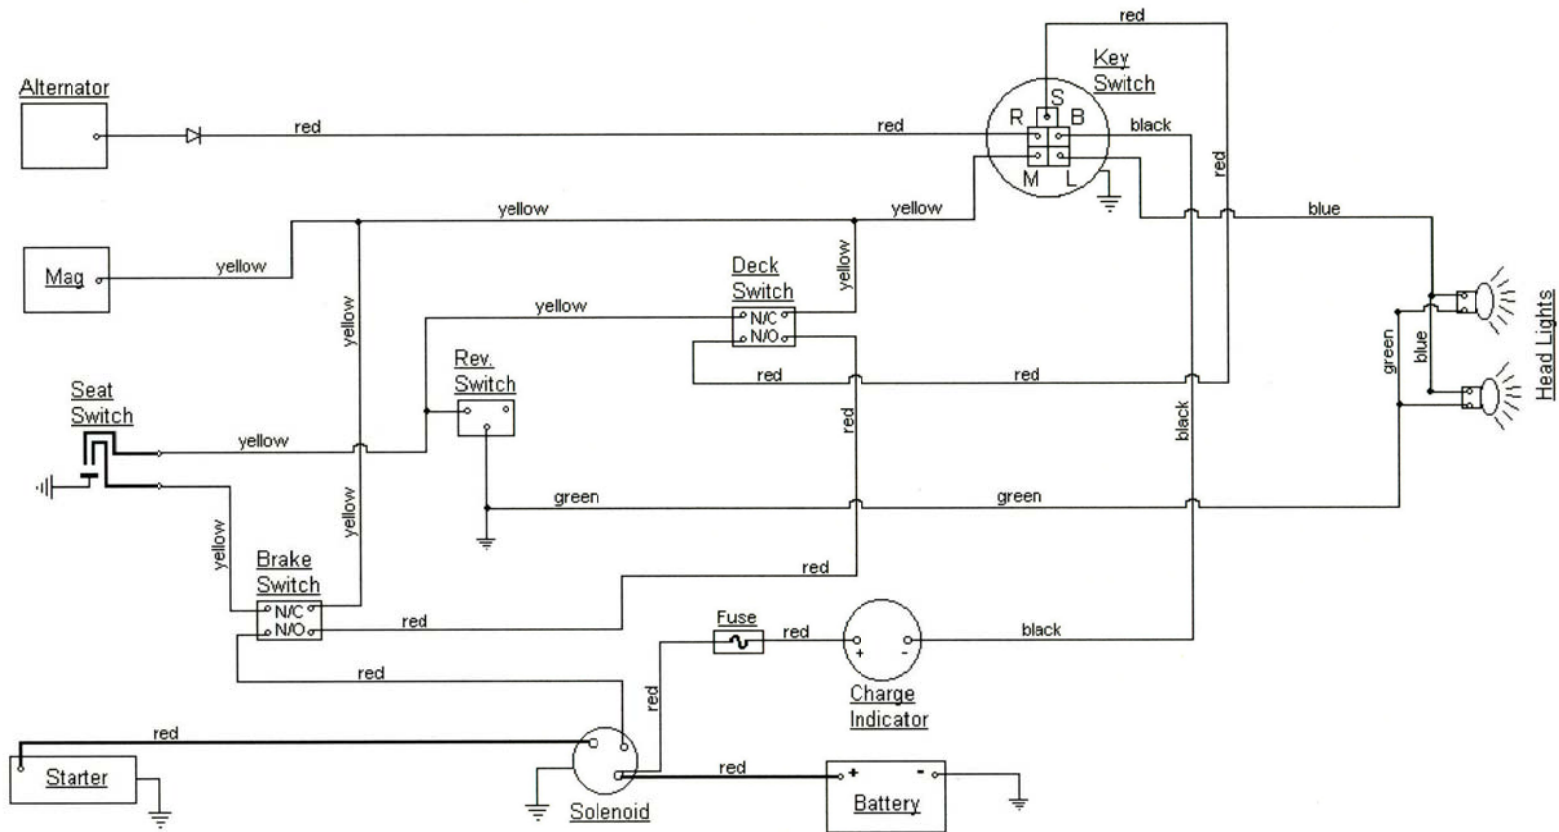 red
Key
Switch
Alternator
S
R
B
red
red
black
red
M
L
yellow
yellow
blue
Mag
yellow
yellow
Deck
Switch
yellow
yellow
N/C
N/O
Rev.
Switch
green
blue
Head Lights
red
red
Seat
Switch
yellow
red
black
green
green
yellow
yellow
Brake
Switch
red
N/C
N/O
red
Fuse
red
black
+
-
red
red
Charge
Indicator
red
Starter
Solenoid
red
+
-
Battery